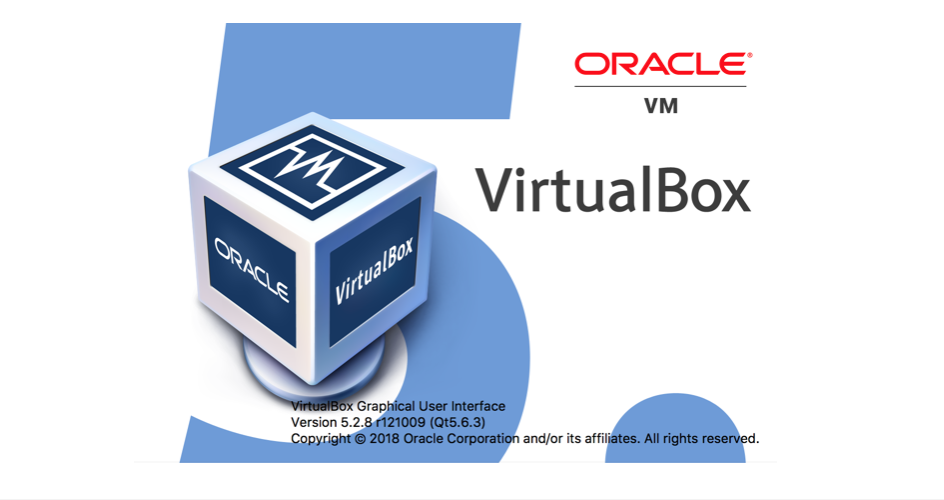 ORACLE®
VM
VirtualBox
ORACLE
VirtualBox
5.
VirtualBox Graphical User Interface
Version 5.2.8 r121009 (Qt5.6.3)
Copyright © 2018 Oracle Corporation and/or its affiliates. All rights reserved.